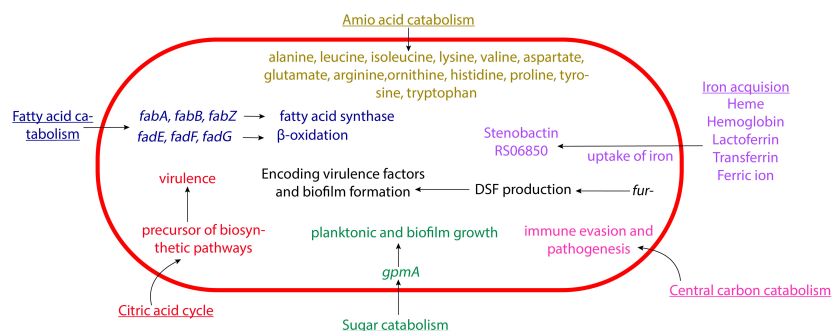 Amio acid catabolism
alanine, leucine, isoleucine, lysine, valine, aspartate,
glutamate, arginine,ornithine, histidine, proline, tyro-
sine, tryptophan
Fatty acid ca-
tabolism
fabA, fabB, fabZ
fatty acid synthase
fadE, fadF, fadG
β-oxidation
Iron acquision
Heme
Hemoglobin
Lactoferrin
Transferrin
Ferric ion
Stenobactin
RS06850
uptake of iron
virulence
Encoding virulence factors
and biofilm formation
DSF production
fur-
precursor of biosyn-
thetic pathways
planktonic and biofilm growth
immune evasion and
pathogenesis
gpmA
Citric acid cycle
Sugar catabolism
Central carbon catabolism